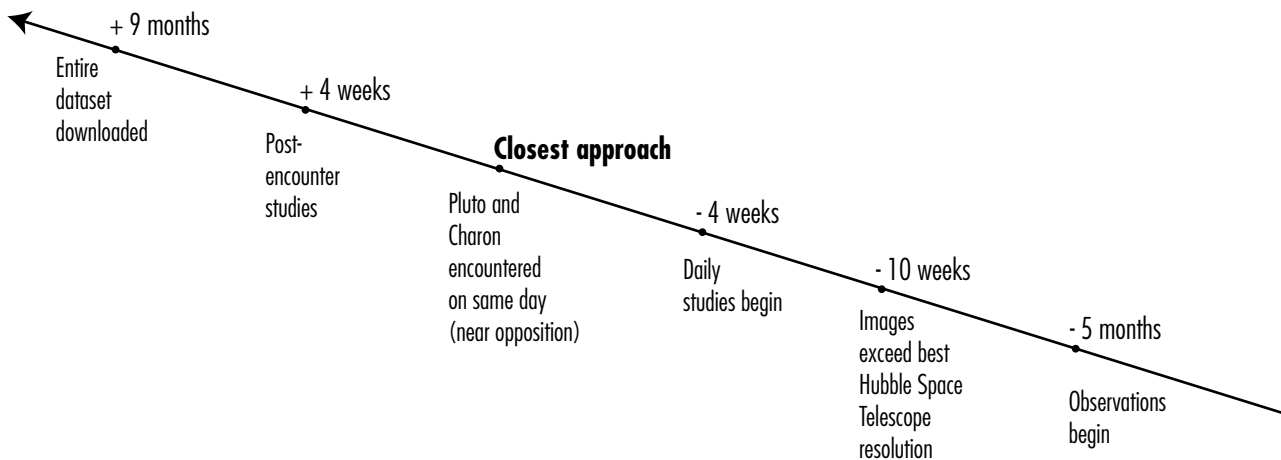 + 9 months
Entire
dataset
downloaded
+ 4 weeks
Post-
encounter
studies
Closest approach
Pluto and
Charon
encountered
on same day
(near opposition)
- 4 weeks
Daily
studies begin
- 10 weeks
Images
exceed best
Hubble Space
Telescope
resolution
- 5 months
Observations
begin